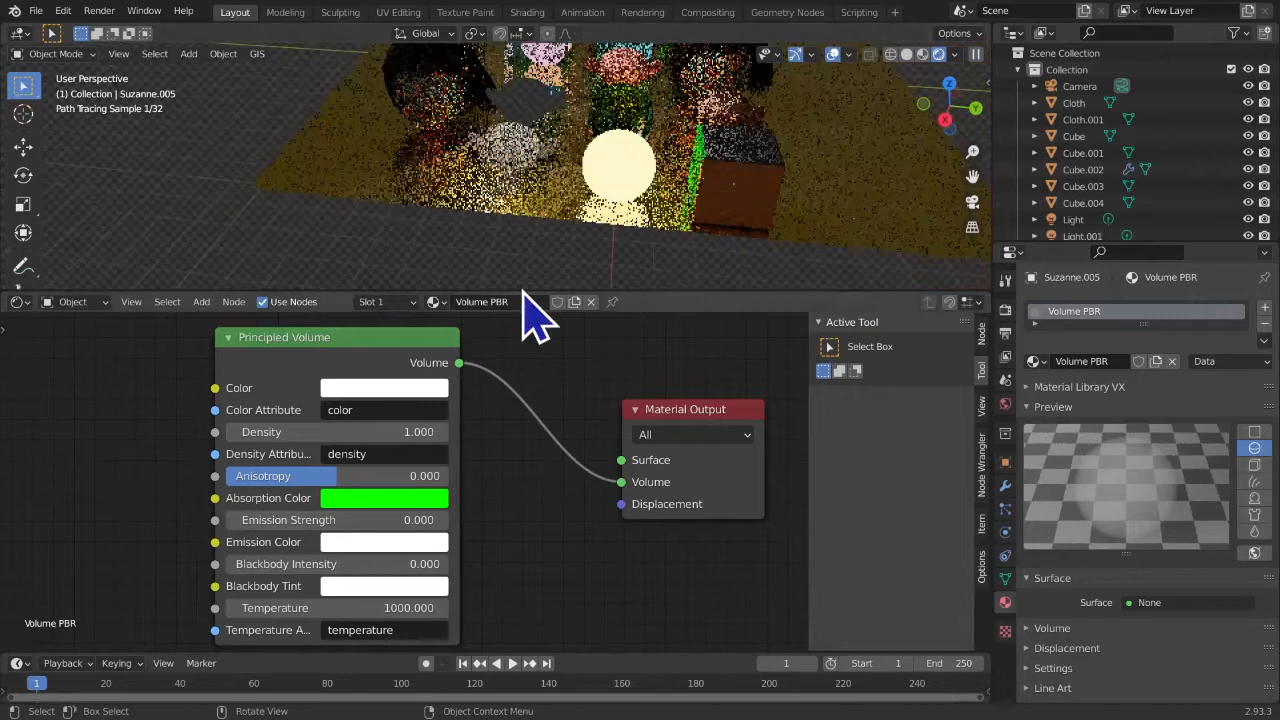 File Edit Render Window Help Layout Modeling Sculpting UV Editing Texture Paint Shading Animation Rendering Compositing Geometry Nodes Scripting + Scene View Layer
Global Options
Object Mode View Select Add Object GIS
User Perspective
(1) Collection | Suzanne.005
Path Tracing Sample 1/32
Z
Y
X
Scene Collection
Collection
Camera
Cloth
Cloth.001
Cube
Cube.001
Cube.002
Cube.003
Cube.004
Light
Light.001
Object View Select Add Node Use Nodes Slot 1 Volume PBR
Principled Volume
Volume
Color
Color Attribute color
Density 1.000
Density Attribu... density
Anisotropy 0.000
Absorption Color
Emission Strength 0.000
Emission Color
Blackbody Intensity 0.000
Blackbody Tint
Temperature 1000.000
Temperature A... temperature
Material Output
All
Surface
Volume
Displacement
Volume PBR
Active Tool
Select Box
Node
Tool
View
Node Wrangler
Item
Options
Suzanne.005 Volume PBR
Volume PBR
Volume PBR Data
Material Library VX
Preview
Surface
Surface None
Volume
Displacement
Settings
Line Art
Playback Keying View Marker 1 Start 1 End 250
1 20 40 60 80 100 120 140 160 180 200 220 240
Select Box Select Rotate View Object Context Menu 2.93.3